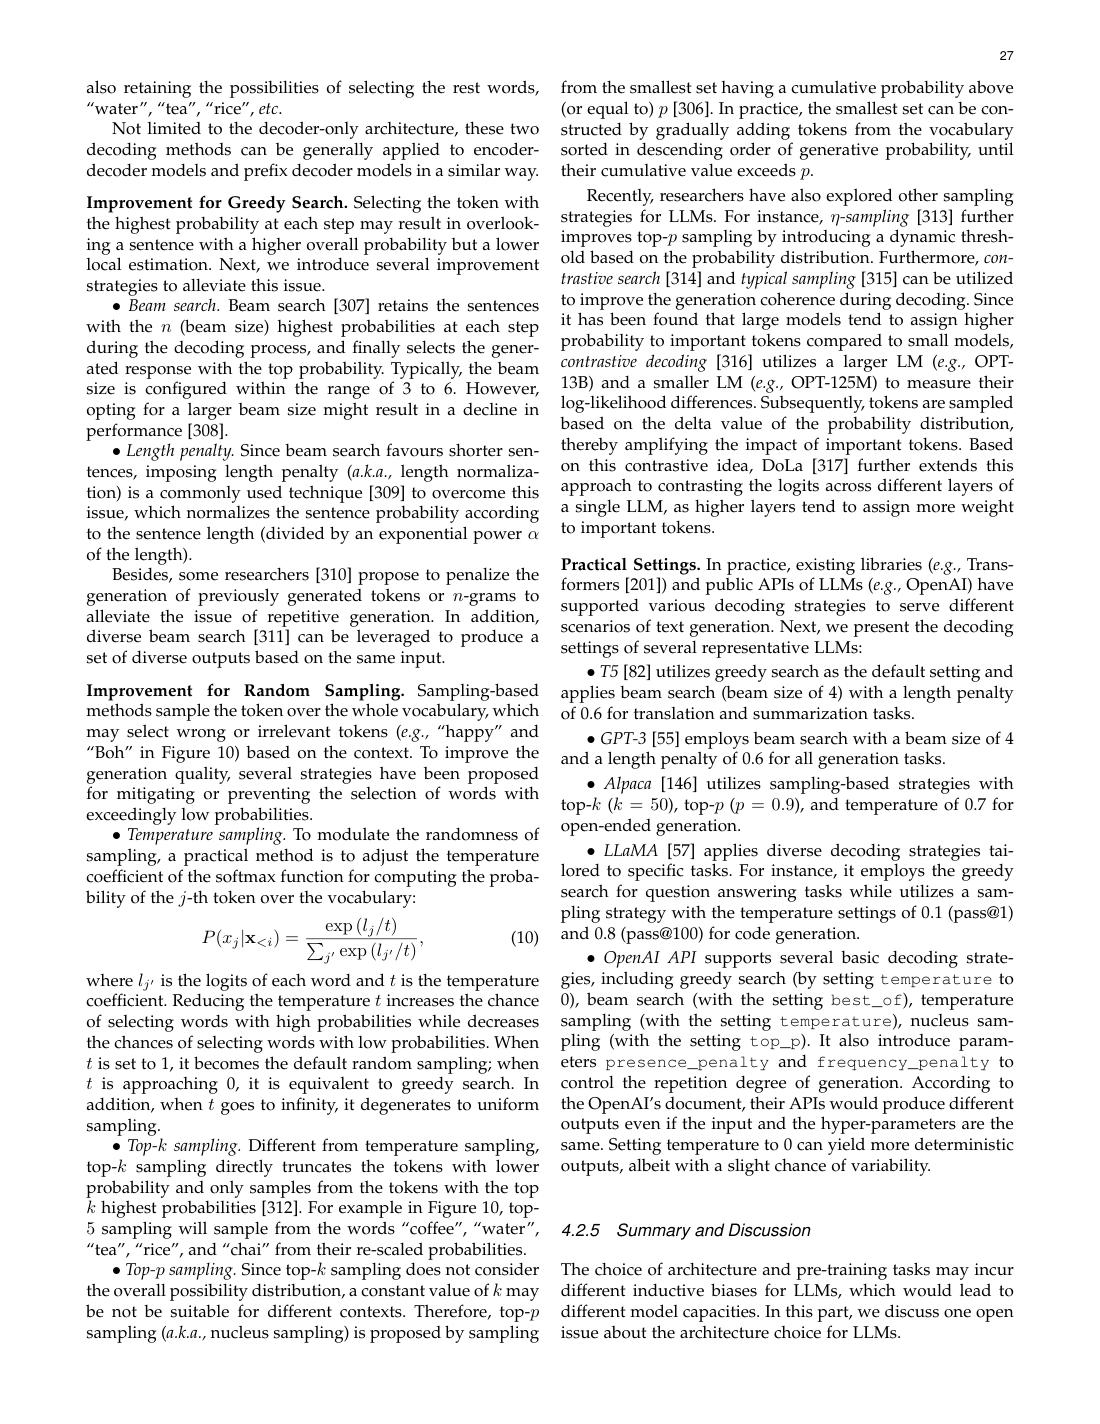 27
also retaining the possibilities of selecting the rest words,
“water”, “tea”, “rice”, etc.
Not limited to the decoder-only architecture, these two
decoding methods can be generally applied to encoder-
decoder models and prefix decoder models in a similar way.
Improvement for Greedy Search. Selecting the token with
the highest probability at each step may result in overlook-
ing a sentence with a higher overall probability but a lower
local estimation. Next, we introduce several improvement
strategies to alleviate this issue.
• Beam search. Beam search [307] retains the sentences
with the n (beam size) highest probabilities at each step
during the decoding process, and finally selects the gener-
ated response with the top probability. Typically, the beam
size is configured within the range of 3 to 6. However,
opting for a larger beam size might result in a decline in
performance [308].
• Length penalty. Since beam search favours shorter sen-
tences, imposing length penalty (a.k.a., length normaliza-
tion) is a commonly used technique [309] to overcome this
issue, which normalizes the sentence probability according
to the sentence length (divided by an exponential power α
of the length).
Besides, some researchers [310] propose to penalize the
generation of previously generated tokens or n-grams to
alleviate the issue of repetitive generation. In addition,
diverse beam search [311] can be leveraged to produce a
set of diverse outputs based on the same input.
Improvement for Random Sampling. Sampling-based
methods sample the token over the whole vocabulary, which
may select wrong or irrelevant tokens (e.g., “happy” and
“Boh” in Figure 10) based on the context. To improve the
generation quality, several strategies have been proposed
for mitigating or preventing the selection of words with
exceedingly low probabilities.
• Temperature sampling. To modulate the randomness of
sampling, a practical method is to adjust the temperature
coefficient of the softmax function for computing the proba-
bility of the j-th token over the vocabulary:
P(x_j|x_{<i}) = exp (l_j/t) / ∑_{j′} exp (l_{j′}/t), (10)
where l_{j′} is the logits of each word and t is the temperature
coefficient. Reducing the temperature t increases the chance
of selecting words with high probabilities while decreases
the chances of selecting words with low probabilities. When
t is set to 1, it becomes the default random sampling; when
t is approaching 0, it is equivalent to greedy search. In
addition, when t goes to infinity, it degenerates to uniform
sampling.
• Top-k sampling. Different from temperature sampling,
top-k sampling directly truncates the tokens with lower
probability and only samples from the tokens with the top
k highest probabilities [312]. For example in Figure 10, top-
5 sampling will sample from the words “coffee”, “water”,
“tea”, “rice”, and “chai” from their re-scaled probabilities.
• Top-p sampling. Since top-k sampling does not consider
the overall possibility distribution, a constant value of k may
be not be suitable for different contexts. Therefore, top-p
sampling (a.k.a., nucleus sampling) is proposed by sampling
from the smallest set having a cumulative probability above
(or equal to) p [306]. In practice, the smallest set can be con-
structed by gradually adding tokens from the vocabulary
sorted in descending order of generative probability, until
their cumulative value exceeds p.
Recently, researchers have also explored other sampling
strategies for LLMs. For instance, η-sampling [313] further
improves top-p sampling by introducing a dynamic thresh-
old based on the probability distribution. Furthermore, con-
trastive search [314] and typical sampling [315] can be utilized
to improve the generation coherence during decoding. Since
it has been found that large models tend to assign higher
probability to important tokens compared to small models,
contrastive decoding [316] utilizes a larger LM (e.g., OPT-
13B) and a smaller LM (e.g., OPT-125M) to measure their
log-likelihood differences. Subsequently, tokens are sampled
based on the delta value of the probability distribution,
thereby amplifying the impact of important tokens. Based
on this contrastive idea, DoLa [317] further extends this
approach to contrasting the logits across different layers of
a single LLM, as higher layers tend to assign more weight
to important tokens.
Practical Settings. In practice, existing libraries (e.g., Trans-
formers [201]) and public APIs of LLMs (e.g., OpenAI) have
supported various decoding strategies to serve different
scenarios of text generation. Next, we present the decoding
settings of several representative LLMs:
• T5 [82] utilizes greedy search as the default setting and
applies beam search (beam size of 4) with a length penalty
of 0.6 for translation and summarization tasks.
• GPT-3 [55] employs beam search with a beam size of 4
and a length penalty of 0.6 for all generation tasks.
• Alpaca [146] utilizes sampling-based strategies with
top-k (k = 50), top-p (p = 0.9), and temperature of 0.7 for
open-ended generation.
• LLaMA [57] applies diverse decoding strategies tai-
lored to specific tasks. For instance, it employs the greedy
search for question answering tasks while utilizes a sam-
pling strategy with the temperature settings of 0.1 (pass@1)
and 0.8 (pass@100) for code generation.
• OpenAI API supports several basic decoding strate-
gies, including greedy search (by setting temperature to
0), beam search (with the setting best_of), temperature
sampling (with the setting temperature), nucleus sam-
pling (with the setting top_p). It also introduce param-
eters presence_penalty and frequency_penalty to
control the repetition degree of generation. According to
the OpenAI’s document, their APIs would produce different
outputs even if the input and the hyper-parameters are the
same. Setting temperature to 0 can yield more deterministic
outputs, albeit with a slight chance of variability.
4.2.5 Summary and Discussion
The choice of architecture and pre-training tasks may incur
different inductive biases for LLMs, which would lead to
different model capacities. In this part, we discuss one open
issue about the architecture choice for LLMs.